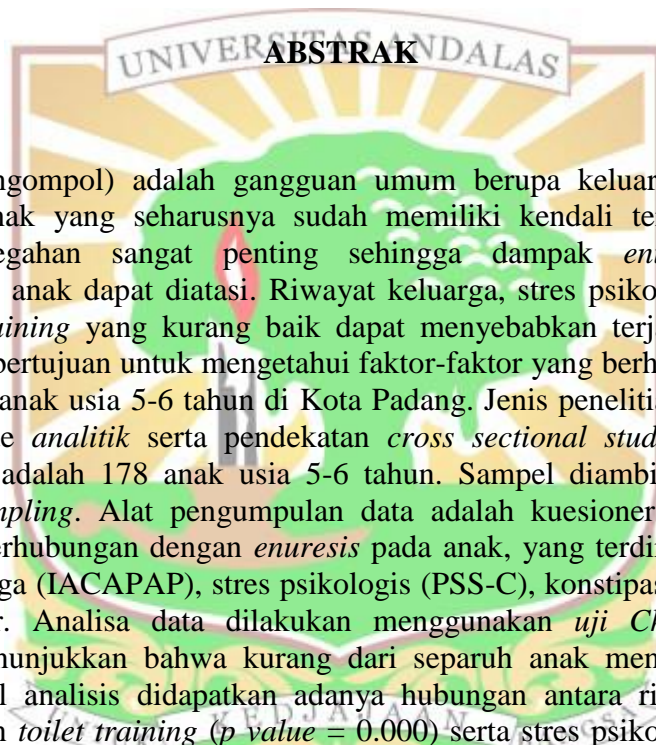 UNIVERSITAS ANDALAS
ABSTRAK
ngompol) adalah gangguan umum berupa keluar
nak yang seharusnya sudah memiliki kendali te
egahan sangat penting sehingga dampak en
anak dapat diatasi. Riwayat keluarga, stres psiko
aining yang kurang baik dapat menyebabkan terj
bertujuan untuk mengetahui faktor-faktor yang berh
anak usia 5-6 tahun di Kota Padang. Jenis peneliti
e analitik serta pendekatan cross sectional stud
adalah 178 anak usia 5-6 tahun. Sampel diambi
mpling. Alat pengumpulan data adalah kuesioner
erhubungan dengan enuresis pada anak, yang terdi
ga (IACAPAP), stres psikologis (PSS-C), konstipas
r. Analisa data dilakukan menggunakan uji Ch
nunjukkan bahwa kurang dari separuh anak men
l analisis didapatkan adanya hubungan antara ri
n toilet training (p value = 0.000) serta stres psiko